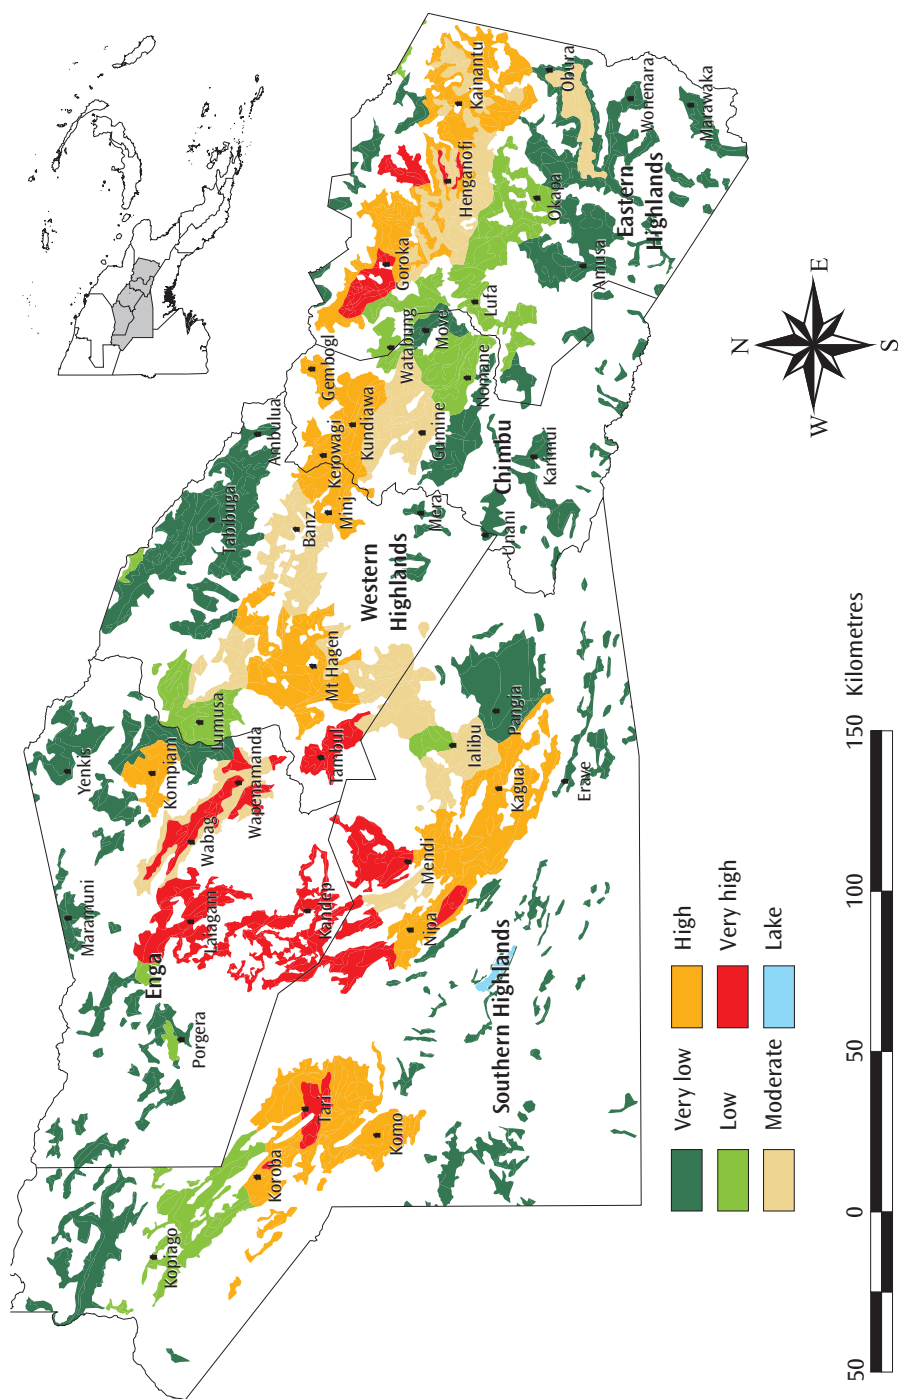 Kainantu
Obura
Wonenara
Marawaka
Henganofi
Okapa
Eastern
Highlands
Goroka
Amusa
Lufa
Watabung
Move
Gembogl
Nomane
Kundiawa
Kerowagi
Gumine
Ambulua
Chimbu
Karimui
Minj
Banz
Mera
Unani
Tabibuga
Western
Highlands
Mt Hagen
Lumusa
Tambul
Pangia
Ialibu
Yenkis
Kompiam
Wapenamanda
Kagua
Erave
Wabag
Mendi
Maramuni
Laiagam
Kandep
Nipa
Enga
Southern Highlands
Porgera
Tari
Komo
Koroba
Kopiago
N
E
S
W
Very low
Low
Moderate
High
Very high
Lake
50
0
50
100
150
Kilometres